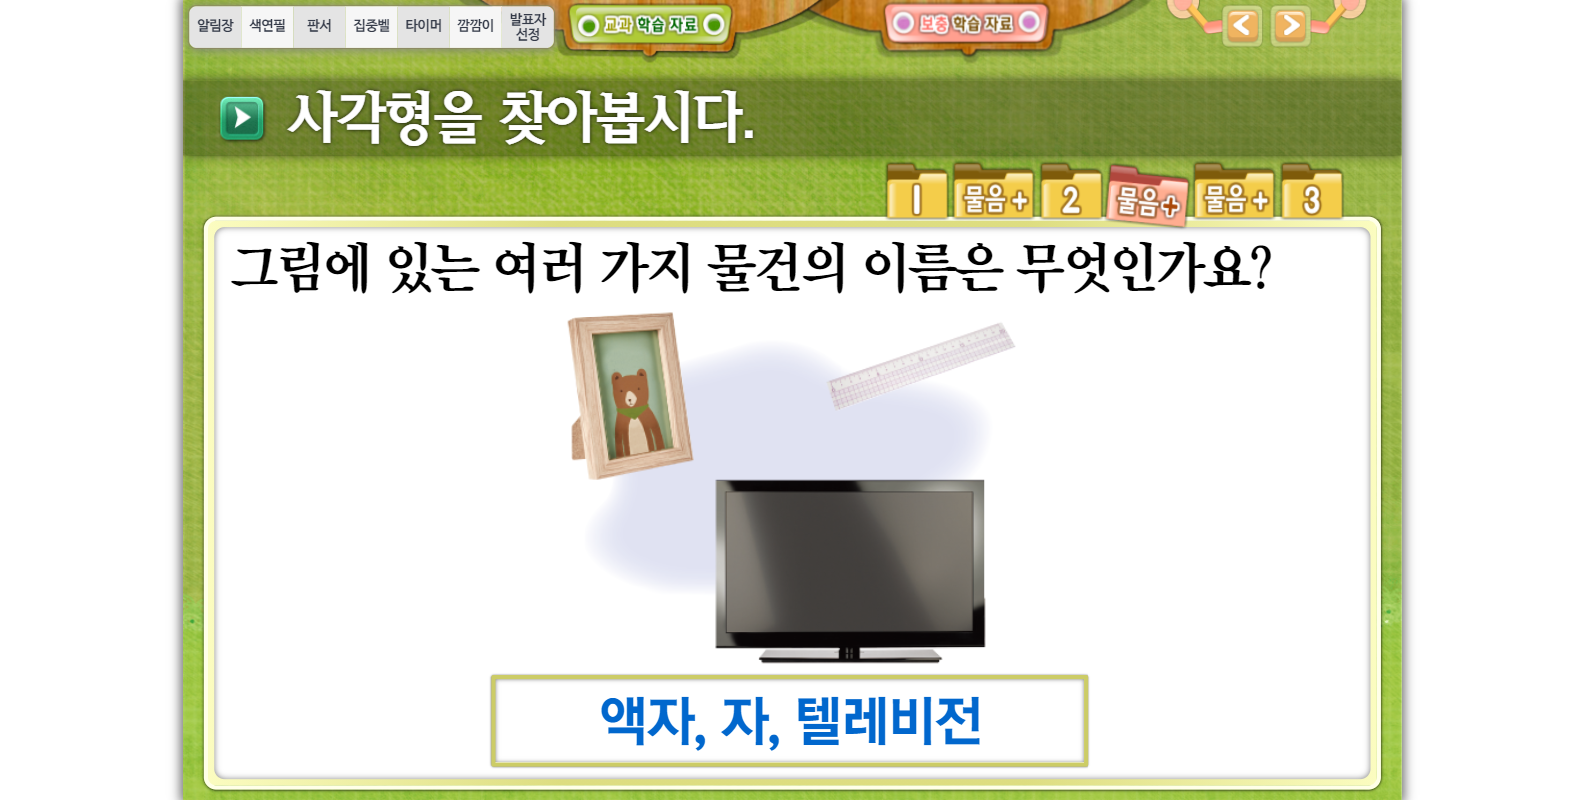 알림장 색연필 판서 집중벨 타이머 깜깜이 발표자 선정
교과 학습 자료
보충 학습 자료
사각형을 찾아봅시다.
1 물음+ 2 물음+ 물음+ 3
그림에 있는 여러 가지 물건의 이름은 무엇인가요?
액자, 자, 텔레비전